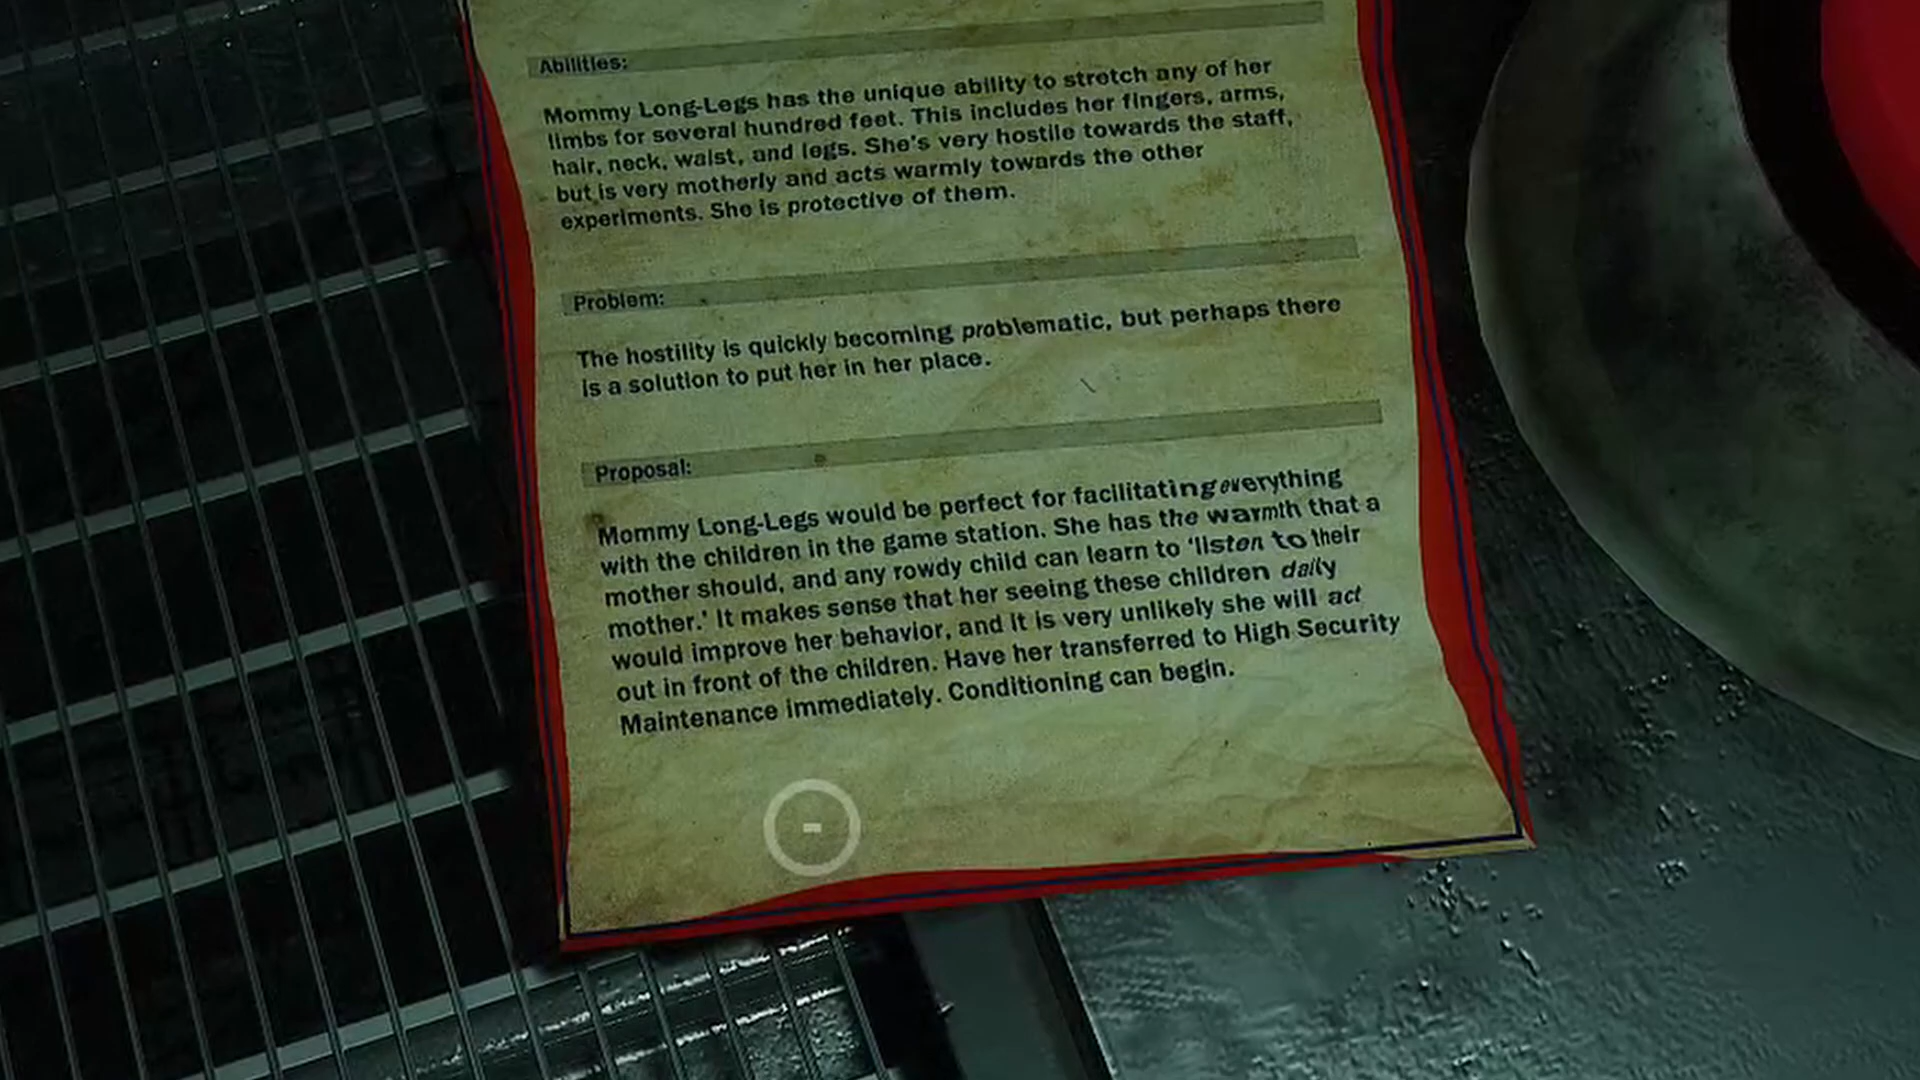 Abilities:
Mommy Long-Legs has the unique ability to stretch any of her
limbs for several hundred feet. This includes her fingers, arms,
hair, neck, waist, and legs. She's very hostile towards the staff,
but is very motherly and acts warmly towards the other
experiments. She is protective of them.
Problem:
The hostility is quickly becoming problematic, but perhaps there
is a solution to put her in her place.
Proposal:
Mommy Long-Legs would be perfect for facilitating everything
with the children in the game station. She has the warmth that a
mother should, and any rowdy child can learn to 'listen to their
mother.' It makes sense that her seeing these children daily
would improve her behavior, and it is very unlikely she will act
out in front of the children. Have her transferred to High Security
Maintenance immediately. Conditioning can begin.